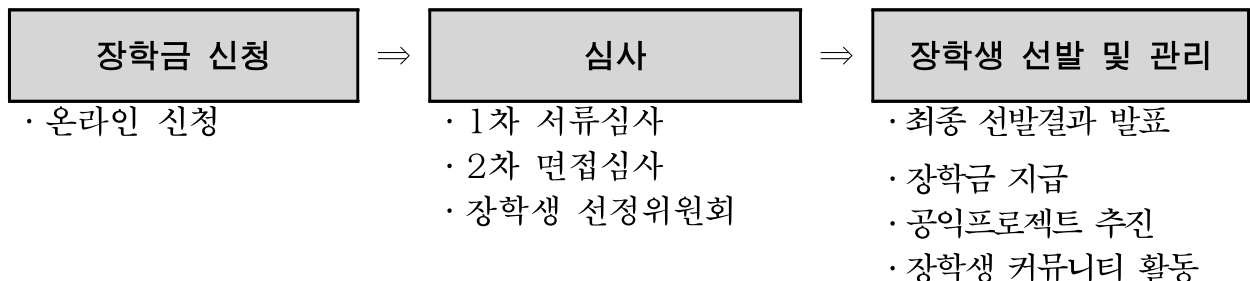 장학금 신청 ⇒ 심사 ⇒ 장학생 선발 및 관리
· 온라인 신청
· 1차 서류심사
· 2차 면접심사
· 장학생 선정위원회
· 최종 선발결과 발표
· 장학금 지급
· 공익프로젝트 추진
· 장학생 커뮤니티 활동